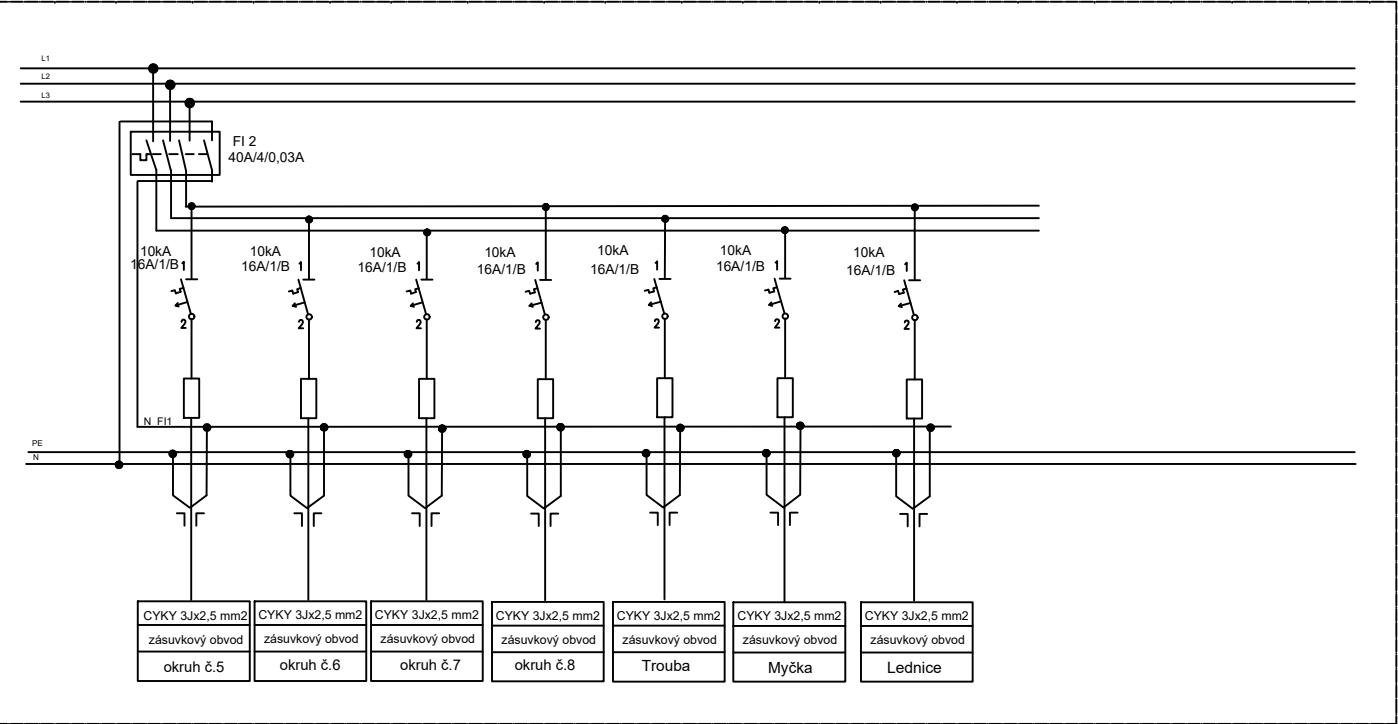 L1
L2
L3
FI 2
40A/4/0,03A
10kA
16A/1/B
1
2
10kA
16A/1/B
1
2
10kA
16A/1/B
1
2
10kA
16A/1/B
1
2
10kA
16A/1/B
1
2
10kA
16A/1/B
1
2
10kA
16A/1/B
1
2
N_FI1
PE
N
CYKY 3Jx2,5 mm2
zásuvkový obvod
okruh č.5
CYKY 3Jx2,5 mm2
zásuvkový obvod
okruh č.6
CYKY 3Jx2,5 mm2
zásuvkový obvod
okruh č.7
CYKY 3Jx2,5 mm2
zásuvkový obvod
okruh č.8
CYKY 3Jx2,5 mm2
zásuvkový obvod
Trouba
CYKY 3Jx2,5 mm2
zásuvkový obvod
Myčka
CYKY 3Jx2,5 mm2
zásuvkový obvod
Lednice